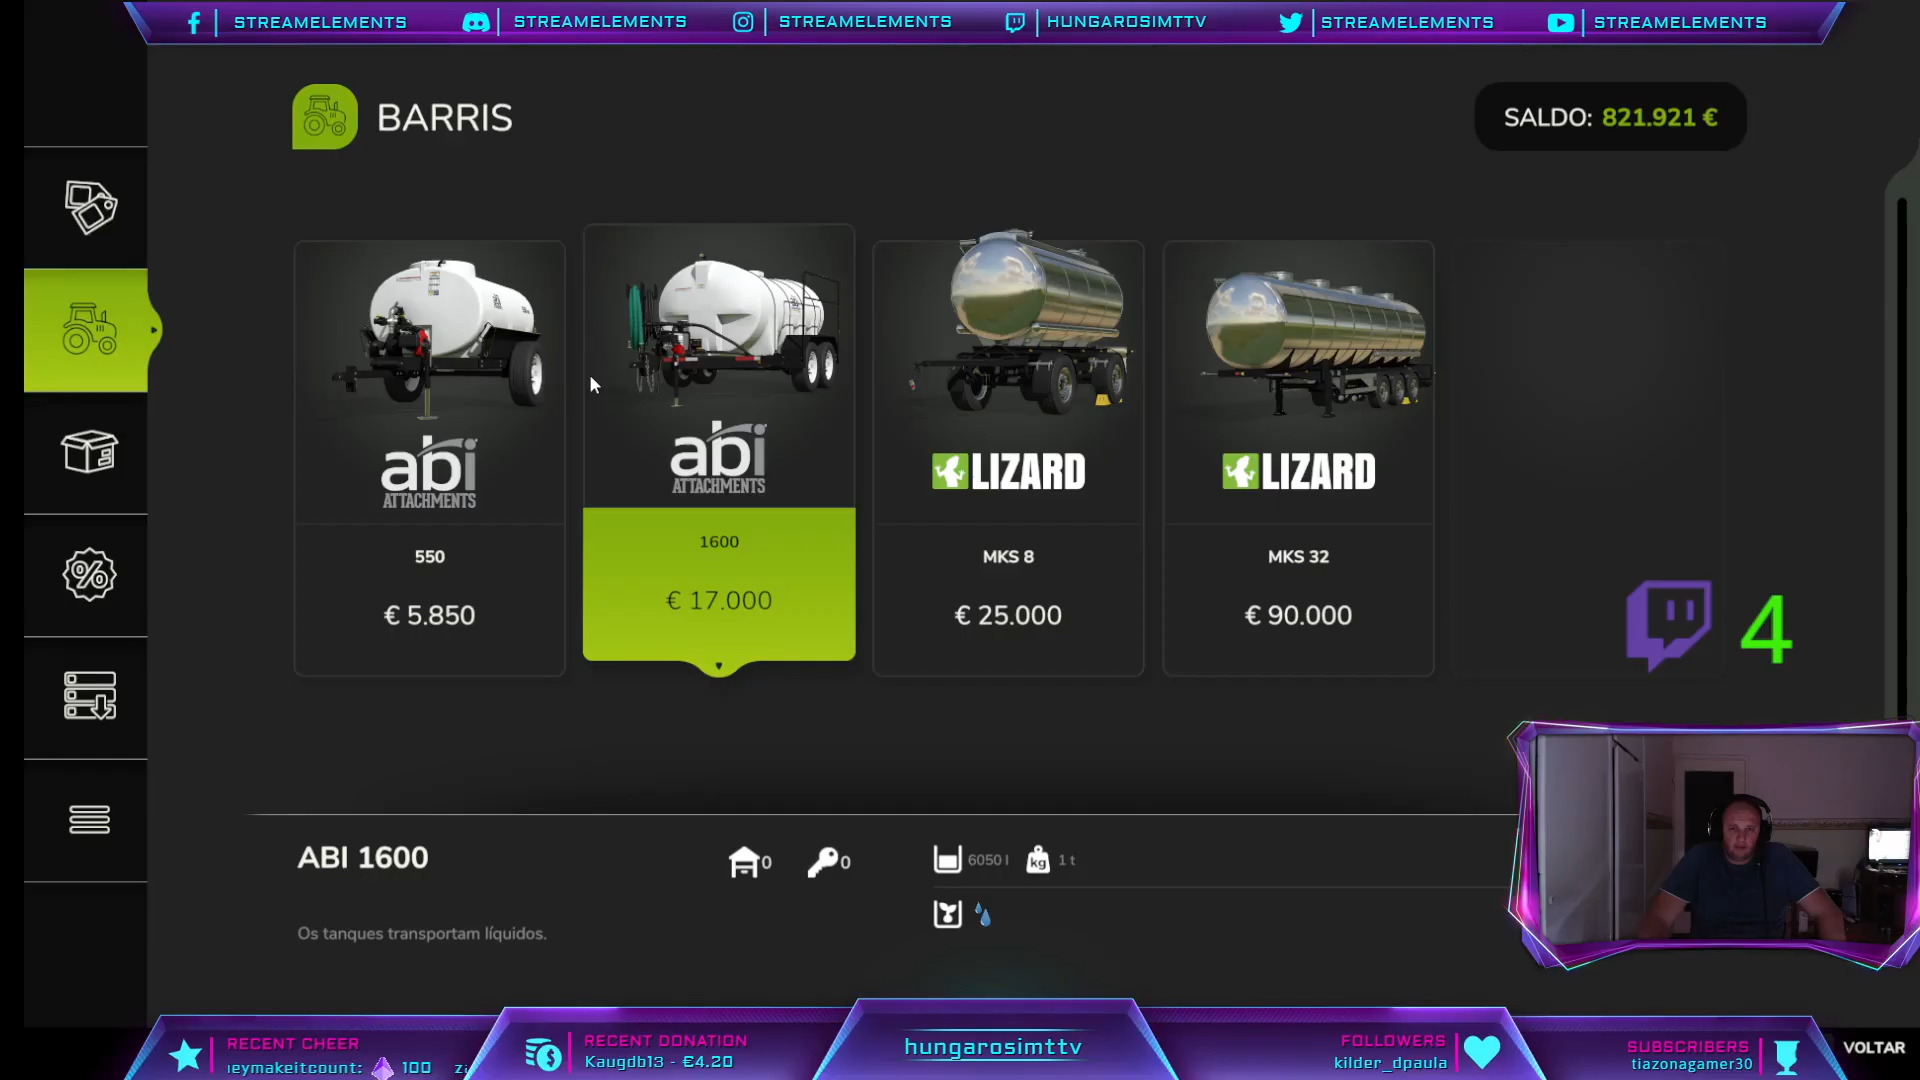 STREAMELEMENTS STREAMELEMENTS STREAMELEMENTS HUNGAROSIMTTV STREAMELEMENTS STREAMELEMENTS
BARRIS
SALDO: 821.921 €
abi
ATTACHMENTS
abi
ATTACHMENTS
LIZARD
LIZARD
550
€ 5.850
1600
€ 17.000
MKS 8
€ 25.000
MKS 32
€ 90.000
4
ABI 1600
0
0
6050 l
kg
1 t
Os tanques transportam líquidos.
RECENT CHEER
eymakeitcount: 100
RECENT DONATION
Kaugdb13 - €4.20
hungarosimttv
FOLLOWERS
kilder_dpaula
SUBSCRIBERS
tiazonagamer30
VOLTAR